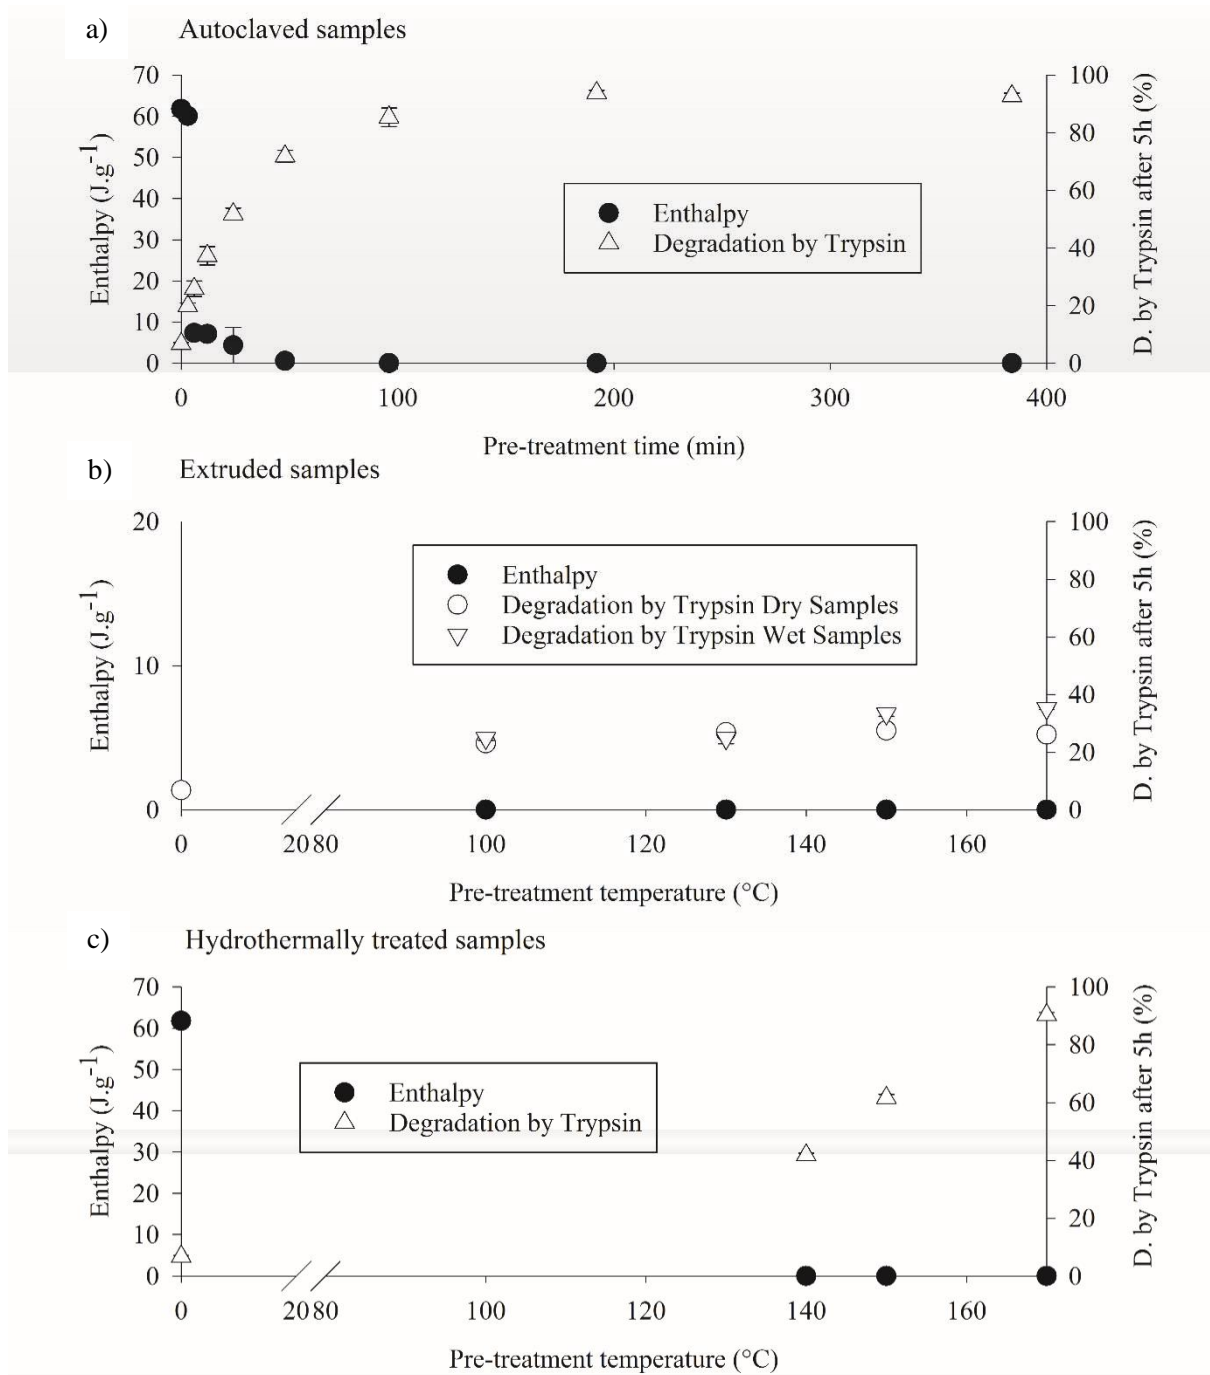 a) Autoclaved samples
70
60
50
40
30
20
10
0
Enthalpy (J.g-1)
100
80
60
40
20
0
D. by Trypsin after 5h (%)
Enthalpy
Degradation by Trypsin
0 100 200 300 400
Pre-treatment time (min)
b) Extruded samples
20
10
0
Enthalpy (J.g-1)
100
80
60
40
20
0
D. by Trypsin after 5h (%)
Enthalpy
Degradation by Trypsin Dry Samples
Degradation by Trypsin Wet Samples
0 20 80 100 120 140 160
Pre-treatment temperature (°C)
c) Hydrothermally treated samples
70
60
50
40
30
20
10
0
Enthalpy (J.g-1)
100
80
60
40
20
0
D. by Trypsin after 5h (%)
Enthalpy
Degradation by Trypsin
0 20 80 100 120 140 160
Pre-treatment temperature (°C)